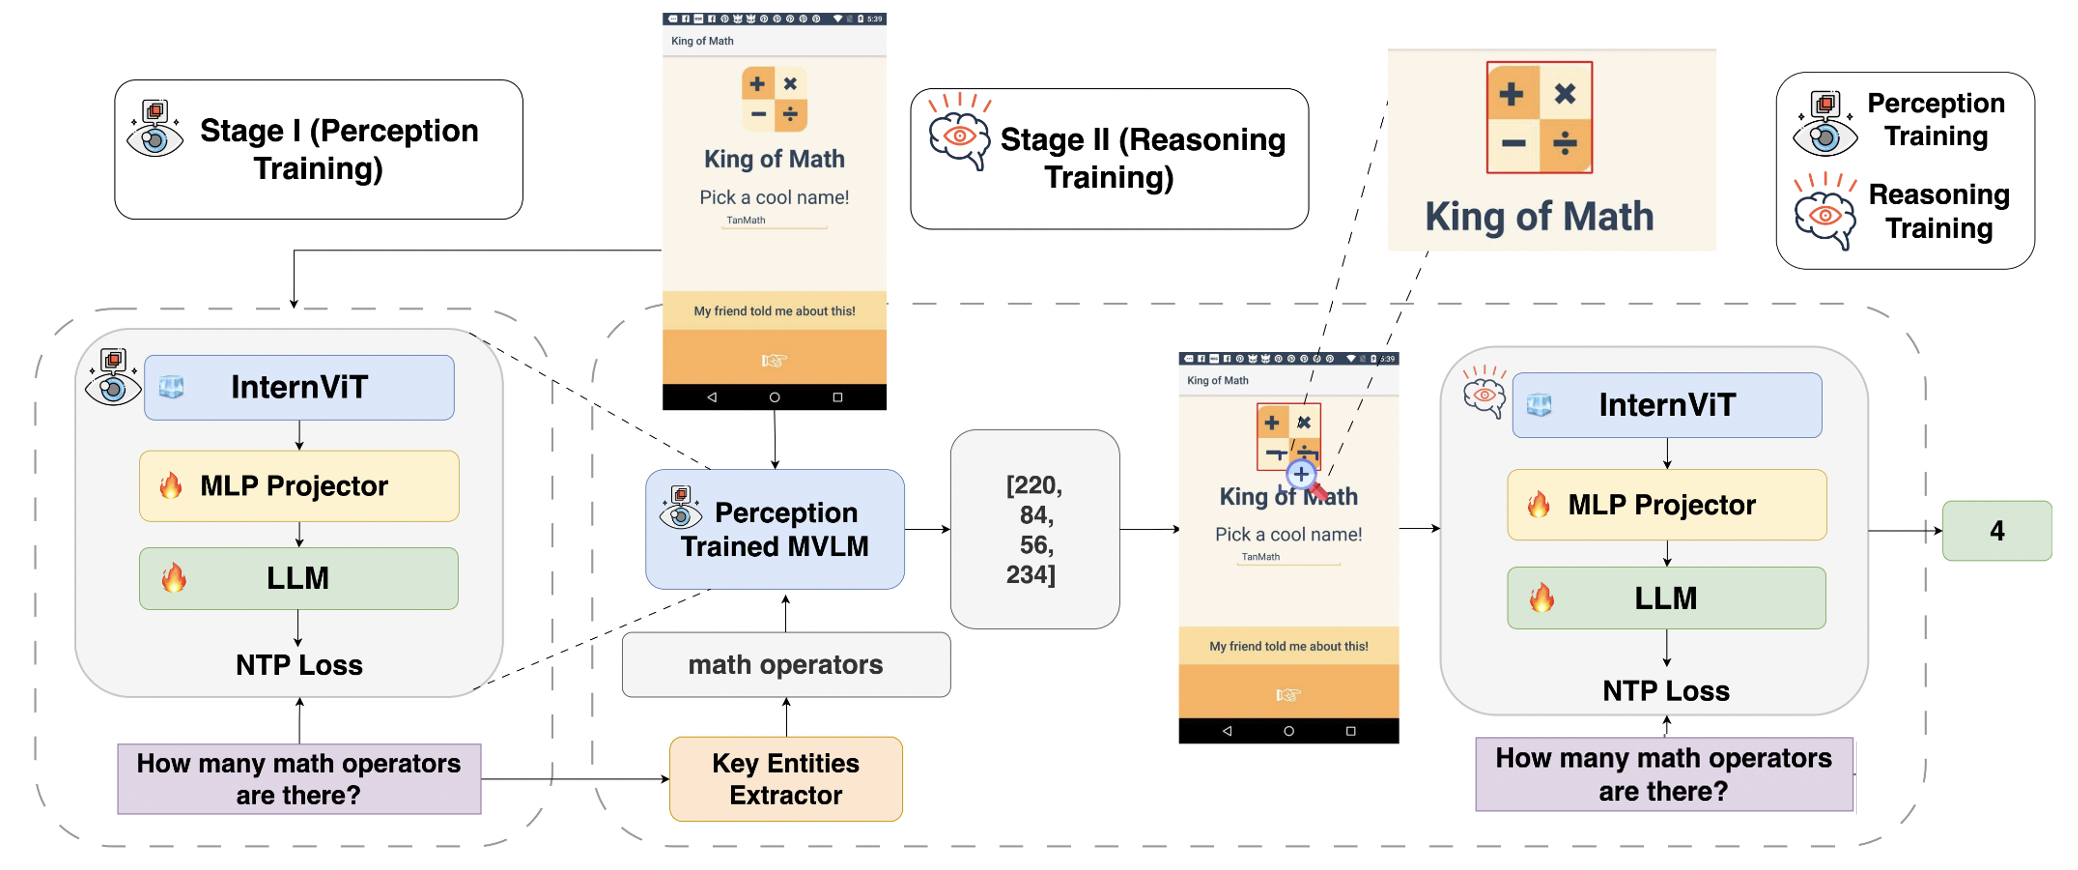 5:39
King of Math
+ ×
− ÷
King of Math
Pick a cool name!
TanMath
My friend told me about this!
Stage I (Perception
Training)
Stage II (Reasoning
Training)
+ ×
− ÷
King of Math
Perception
Training
Reasoning
Training
InternViT
MLP Projector
LLM
NTP Loss
How many math operators
are there?
Perception
Trained MVLM
math operators
Key Entities
Extractor
[220,
84,
56,
234]
5:39
King of Math
+ ×
− ÷
King of Math
Pick a cool name!
TanMath
My friend told me about this!
InternViT
MLP Projector
LLM
NTP Loss
How many math operators
are there?
4